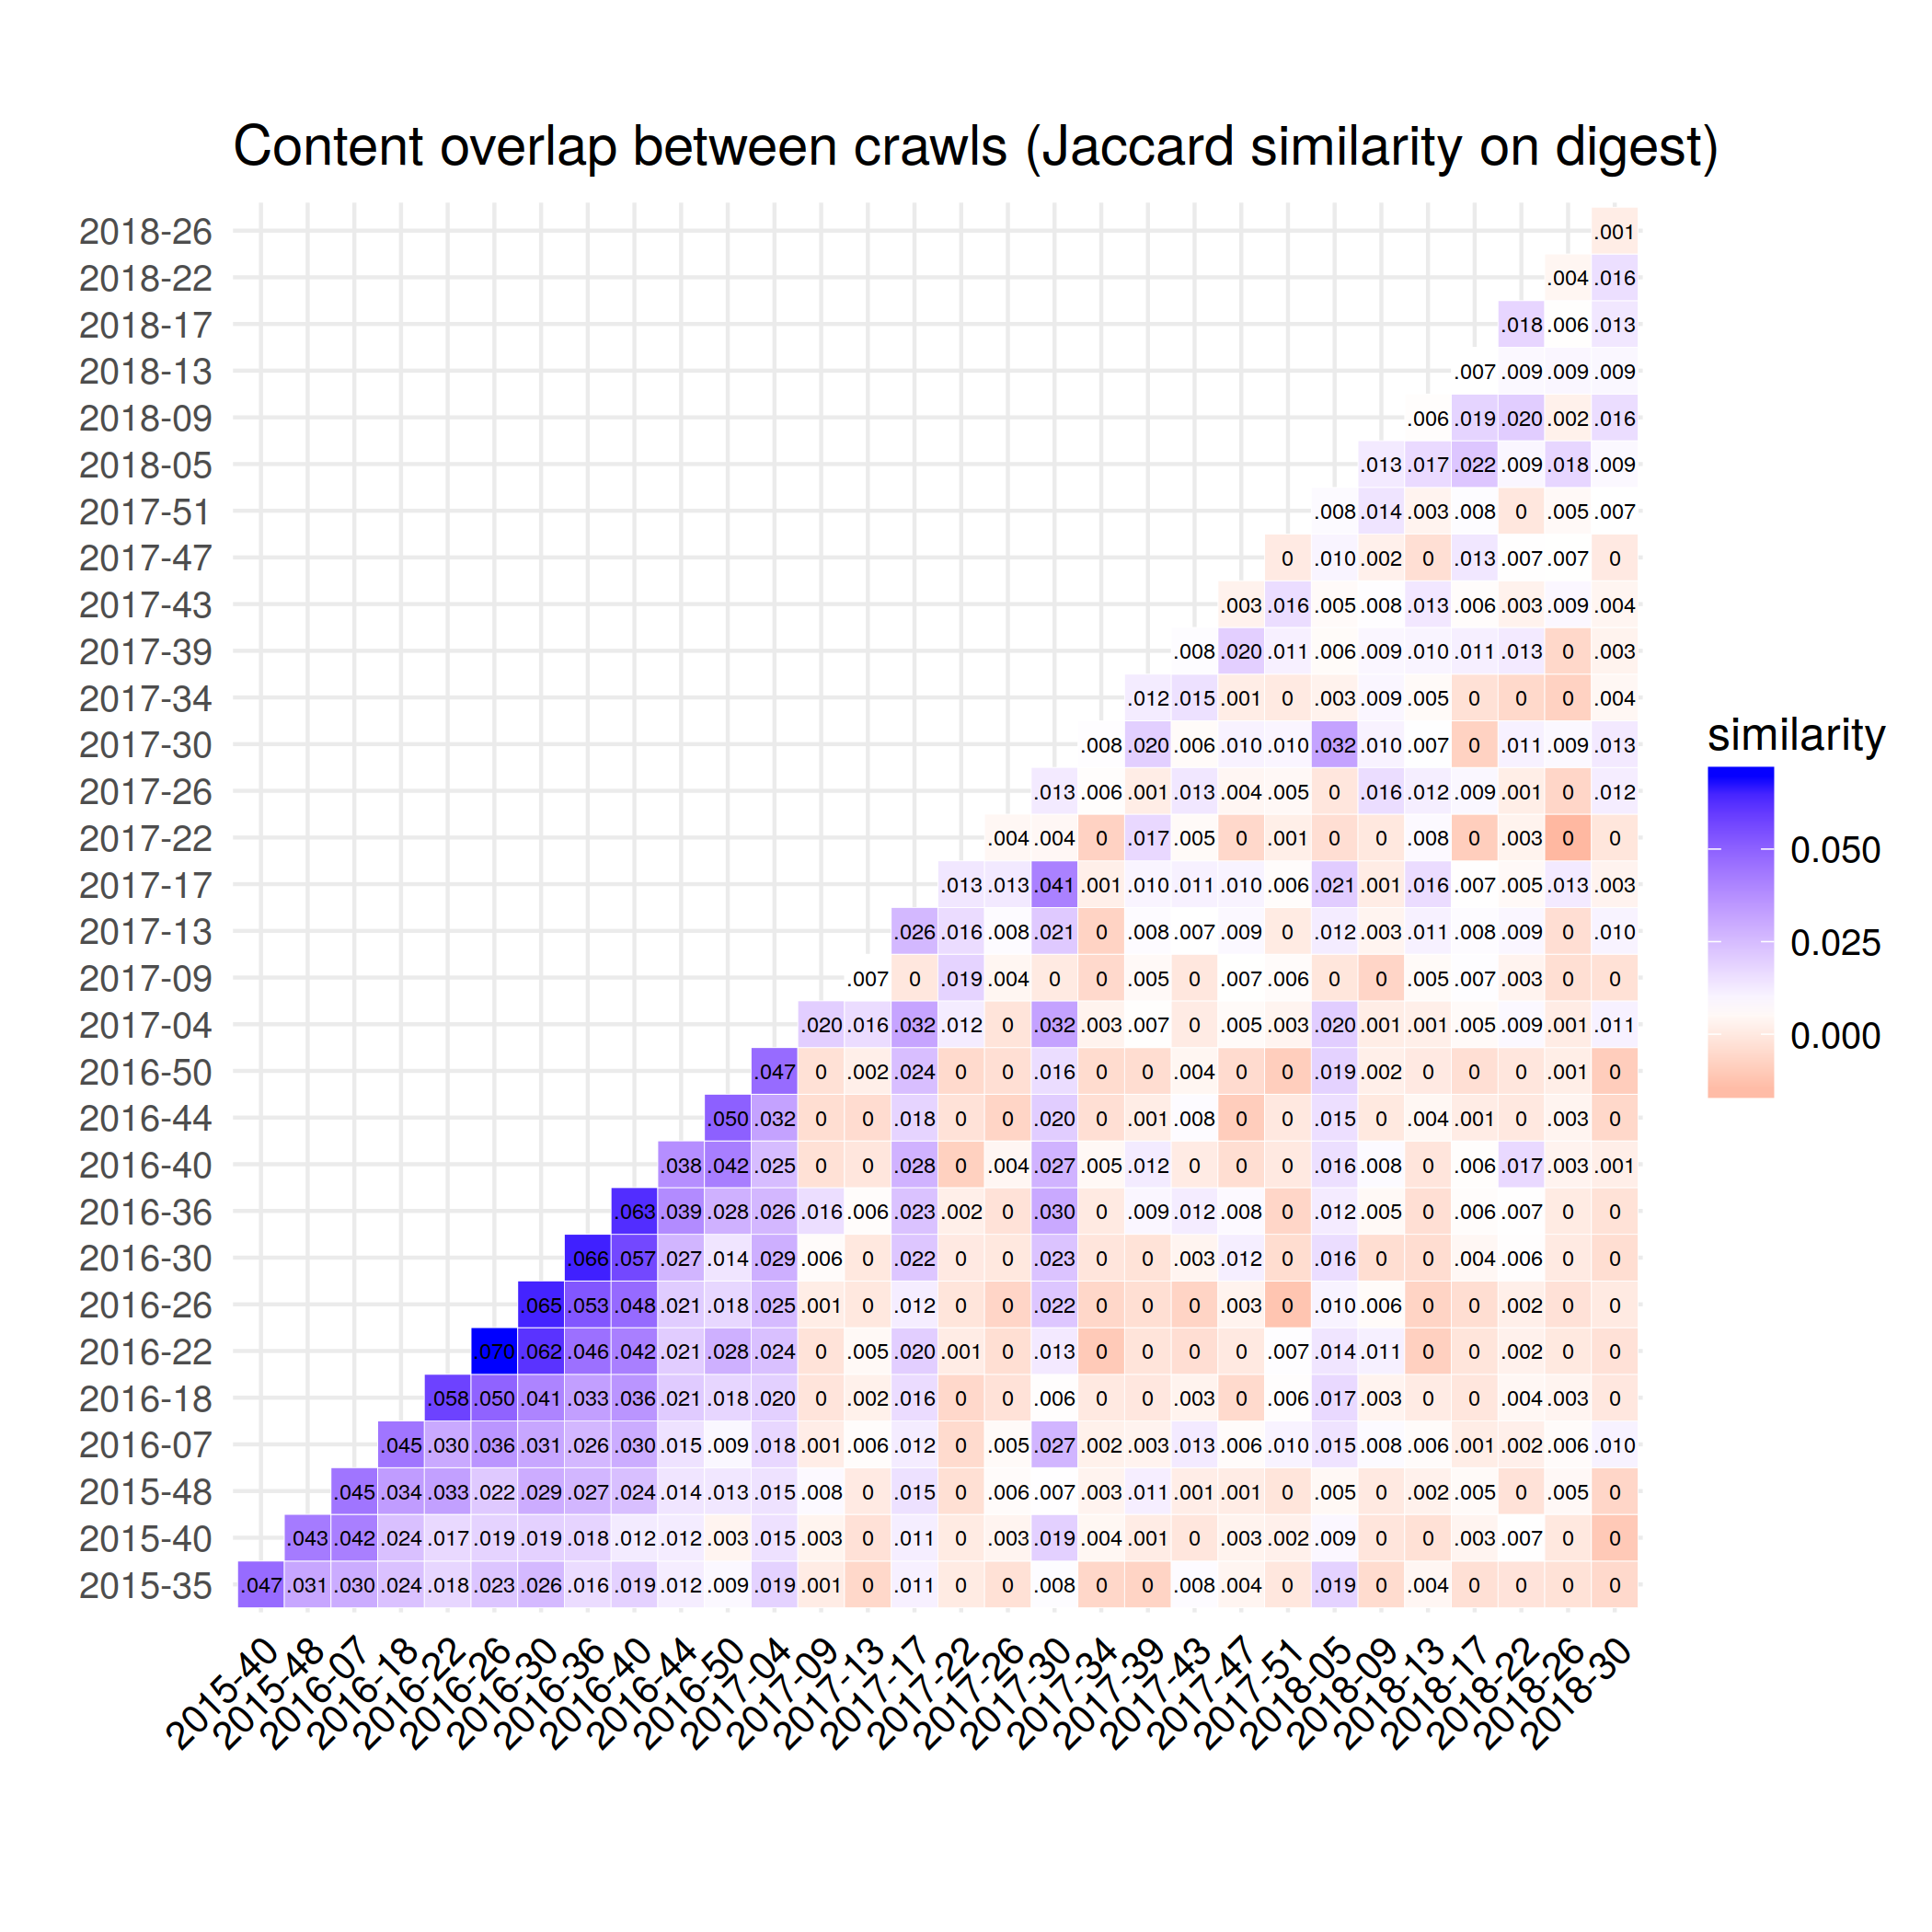 Content overlap between crawls (Jaccard similarity on digest)
2018-26 .001
2018-22 .004 .016
2018-17 .018 .006 .013
2018-13 .007 .009 .009 .009
2018-09 .006 .019 .020 .002 .016
2018-05 .013 .017 .022 .009 .018 .009
2017-51 .008 .014 .003 .008 0 .005 .007
2017-47 0 .010 .002 0 .013 .007 .007 0
2017-43 .003 .016 .005 .008 .013 .006 .003 .009 .004
2017-39 .008 .020 .011 .006 .009 .010 .011 .013 0 .003
2017-34 .012 .015 .001 0 .003 .009 .005 0 0 0 .004
2017-30 .008 .020 .006 .010 .010 .032 .010 .007 0 .011 .009 .013
2017-26 .013 .006 .001 .013 .004 .005 0 .016 .012 .009 .001 0 .012
2017-22 .004 .004 0 .017 .005 0 .001 0 0 .008 0 .003 0 0
2017-17 .013 .013 .041 .001 .010 .011 .010 .006 .021 .001 .016 .007 .005 .013 .003
2017-13 .026 .016 .008 .021 0 .008 .007 .009 0 .012 .003 .011 .008 .009 0 .010
2017-09 .007 0 .019 .004 0 0 .005 0 .007 .006 0 0 .005 .007 .003 0 0
2017-04 .020 .016 .032 .012 0 .032 .003 .007 0 .005 .003 .020 .001 .001 .005 .009 .001 .011
2016-50 .047 0 .002 .024 0 0 .016 0 0 .004 0 0 .019 .002 0 0 0 .001 0
2016-44 .050 .032 0 0 .018 0 0 .020 0 .001 .008 0 0 .015 0 .004 .001 0 .003 0
2016-40 .038 .042 .025 0 0 .028 0 .004 .027 .005 .012 0 0 0 .016 .008 0 .006 .017 .003 .001
2016-36 .063 .039 .028 .026 .016 .006 .023 .002 0 .030 0 .009 .012 .008 0 .012 .005 0 .006 .007 0 0
2016-30 .066 .057 .027 .014 .029 .006 0 .022 0 0 .023 0 0 .003 .012 0 .016 0 0 .004 .006 0 0
2016-26 .065 .053 .048 .021 .018 .025 .001 0 .012 0 0 .022 0 0 0 .003 0 .010 .006 0 0 .002 0 0
2016-22 .070 .062 .046 .042 .021 .028 .024 0 .005 .020 .001 0 .013 0 0 0 0 .007 .014 .011 0 0 .002 0 0
2016-18 .058 .050 .041 .033 .036 .021 .018 .020 0 .002 .016 0 0 .006 0 0 .003 0 .006 .017 .003 0 0 .004 .003 0
2016-07 .045 .030 .036 .031 .026 .030 .015 .009 .018 .001 .006 .012 0 .005 .027 .002 .003 .013 .006 .010 .015 .008 .006 .001 .002 .006 .010
2015-48 .045 .034 .033 .022 .029 .027 .024 .014 .013 .015 .008 0 .015 0 .006 .007 .003 .011 .001 .001 0 .005 0 .002 .005 0 .005 0
2015-40 .043 .042 .024 .017 .019 .019 .018 .012 .012 .003 .015 .003 0 .011 0 .003 .019 .004 .001 0 .003 .002 .009 0 0 .003 .007 0 0
2015-35 .047 .031 .030 .024 .018 .023 .026 .016 .019 .012 .009 .019 .001 0 .011 0 0 .008 0 0 .008 .004 0 .019 0 .004 0 0 0 0
2015-40 2015-48 2016-07 2016-18 2016-22 2016-26 2016-30 2016-36 2016-40 2016-44 2016-50 2017-04 2017-09 2017-13 2017-17 2017-22 2017-26 2017-30 2017-34 2017-39 2017-43 2017-47 2017-51 2018-05 2018-09 2018-13 2018-17 2018-22 2018-26 2018-30
similarity
0.050
0.025
0.000